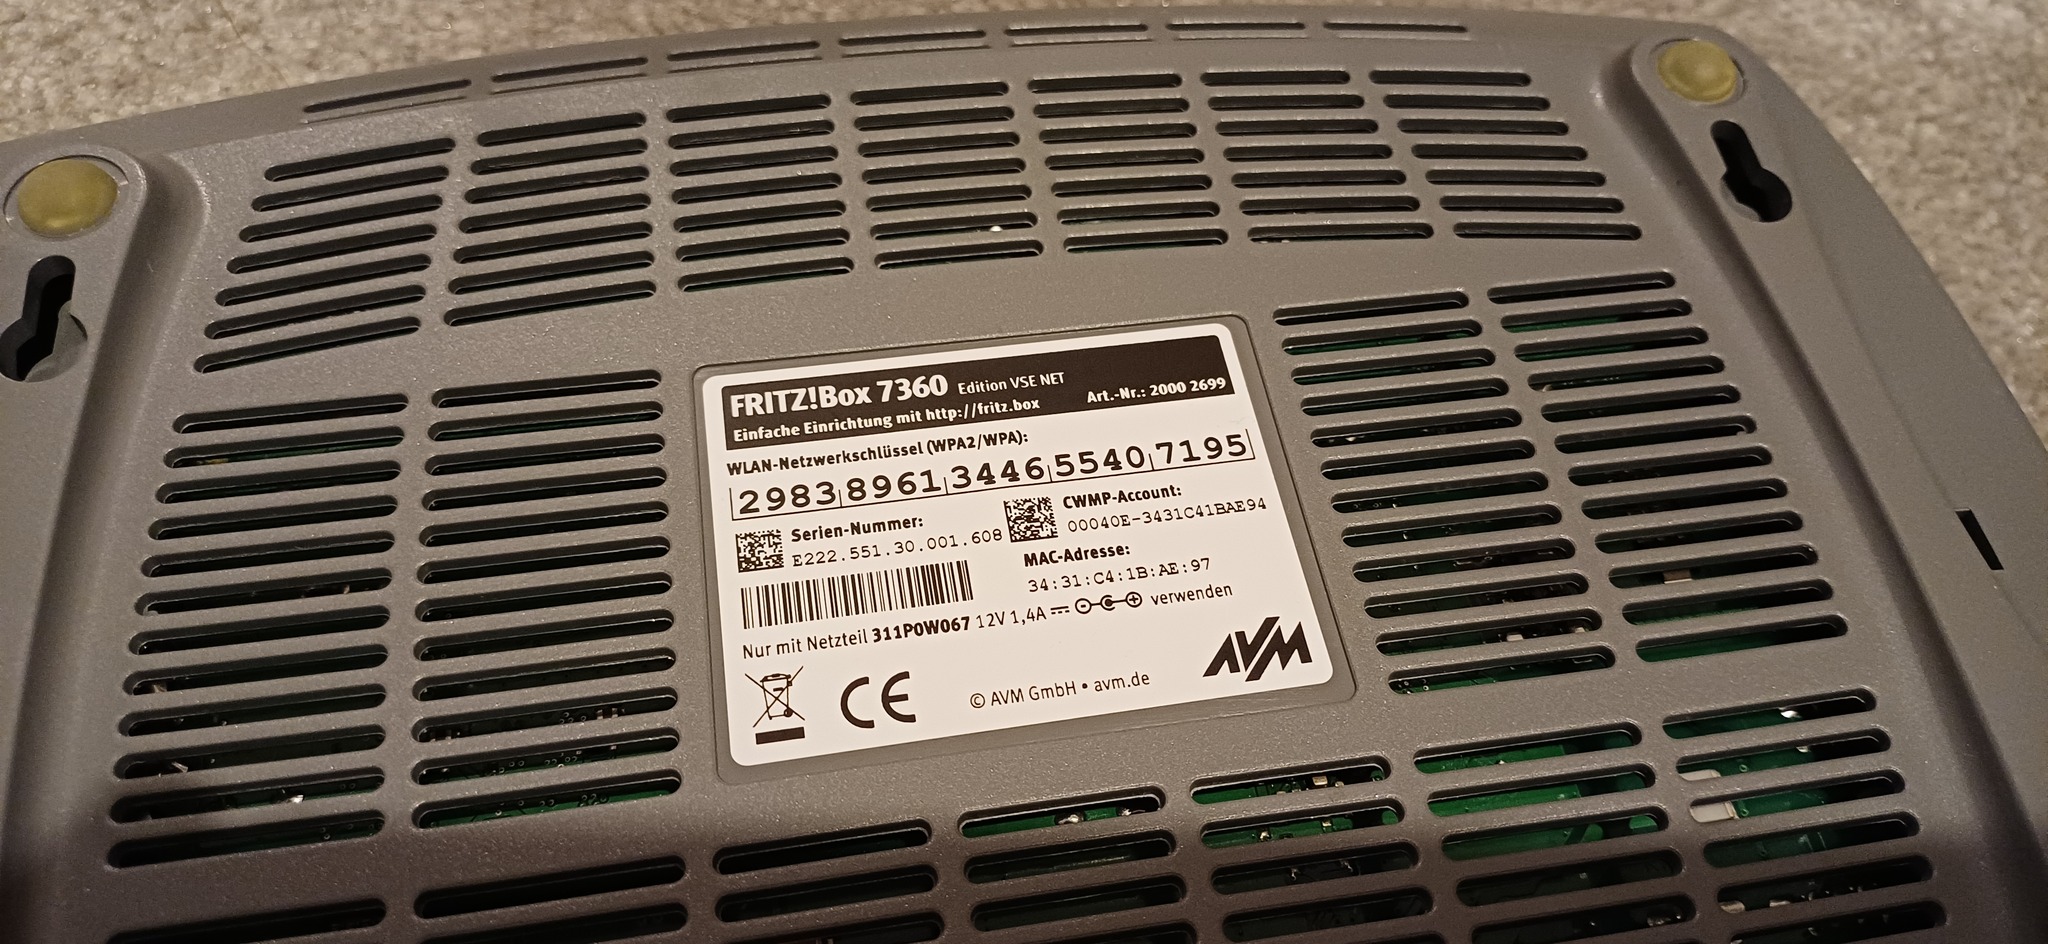 FRITZ!Box 7360 Edition VSE NET
Einfache Einrichtung mit http://fritz.box Art.-Nr.: 2000 2699
WLAN-Netzwerkschlüssel (WPA2/WPA):
2983 8961 3446 5540 7195
Serien-Nummer:
E222.551.30.001.608
CWMP-Account:
00040E-3431C41BAE94
MAC-Adresse:
34:31:C4:1B:AE:97
Nur mit Netzteil 311P0W067 12V 1,4A verwenden
CE
© AVM GmbH • avm.de
AVM